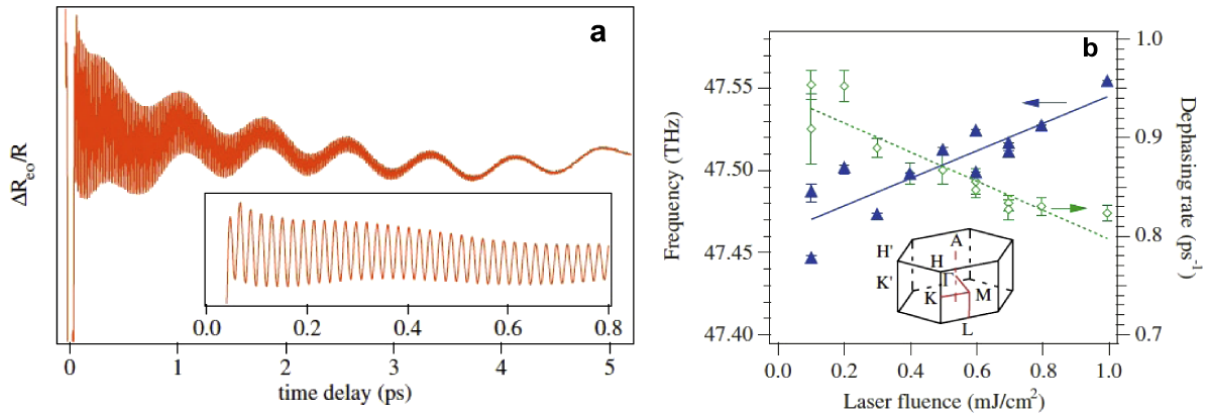 a
ΔR_eo/R
0.0 0.2 0.4 0.6 0.8
0 1 2 3 4 5
time delay (ps)
b
Frequency (THz)
47.55
47.50
47.45
47.40
1.0
0.9
0.8
0.7
Dephasing rate (ps⁻¹)
A
H' H
K' Γ
K M
L
0.0 0.2 0.4 0.6 0.8 1.0
Laser fluence (mJ/cm²)